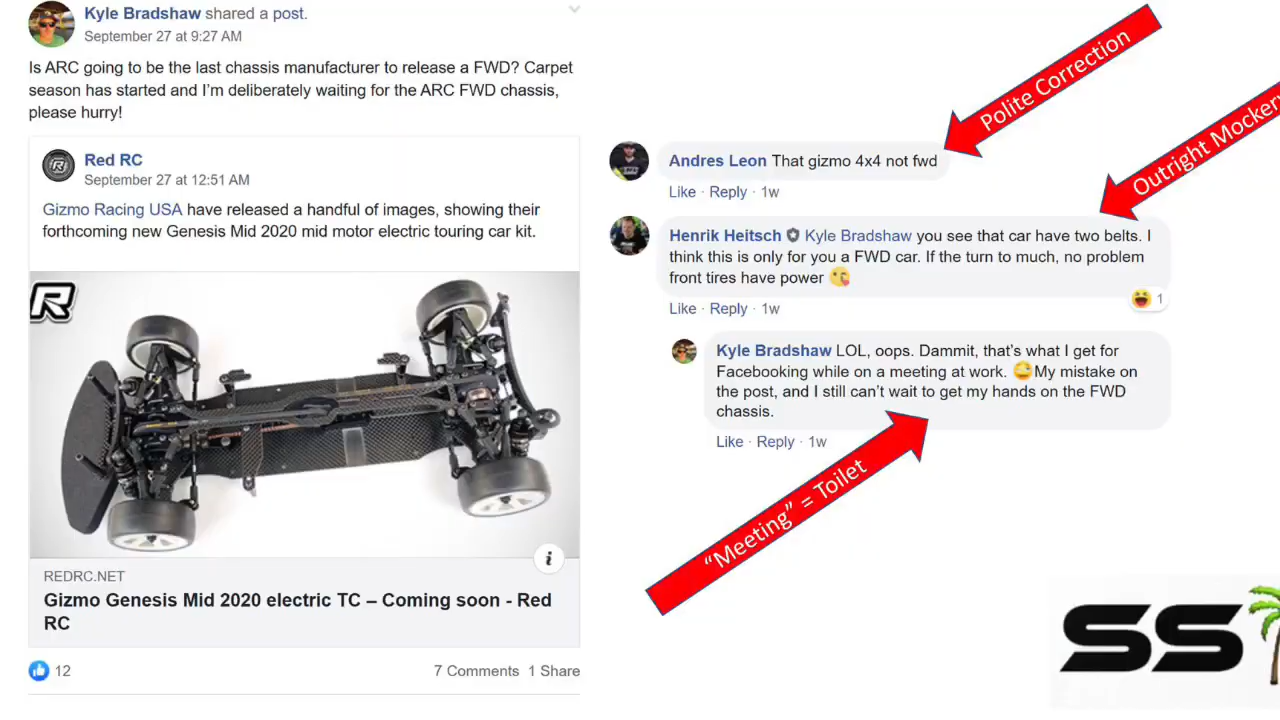 Kyle Bradshaw shared a post.
September 27 at 9:27 AM
Is ARC going to be the last chassis manufacturer to release a FWD? Carpet
season has started and I'm deliberately waiting for the ARC FWD chassis,
please hurry!
Red RC
September 27 at 12:51 AM
Gizmo Racing USA have released a handful of images, showing their
forthcoming new Genesis Mid 2020 mid motor electric touring car kit.
R
i
REDRC.NET
Gizmo Genesis Mid 2020 electric TC – Coming soon - Red
RC
12
7 Comments 1 Share
Polite Correction
Andres Leon That gizmo 4x4 not fwd
Like · Reply · 1w
Outright Mocker
Henrik Heitsch Kyle Bradshaw you see that car have two belts. I
think this is only for you a FWD car. If the turn to much, no problem
front tires have power
1
Like · Reply · 1w
Kyle Bradshaw LOL, oops. Dammit, that's what I get for
Facebooking while on a meeting at work. My mistake on
the post, and I still can't wait to get my hands on the FWD
chassis.
Like · Reply · 1w
"Meeting" = Toilet
SS